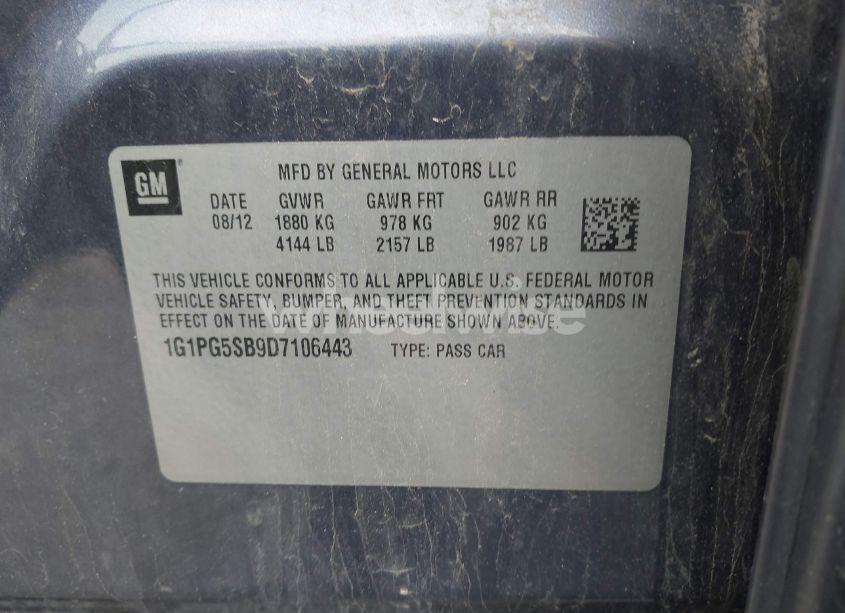 GM
MFD BY GENERAL MOTORS LLC
DATE GVWR GAWR FRT GAWR RR
08/12 1880 KG 978 KG 902 KG
4144 LB 2157 LB 1987 LB
THIS VEHICLE CONFORMS TO ALL APPLICABLE U.S. FEDERAL MOTOR
VEHICLE SAFETY, BUMPER, AND THEFT PREVENTION STANDARDS IN
EFFECT ON THE DATE OF MANUFACTURE SHOWN ABOVE.
1G1PG5SB9D7106443 TYPE: PASS CAR